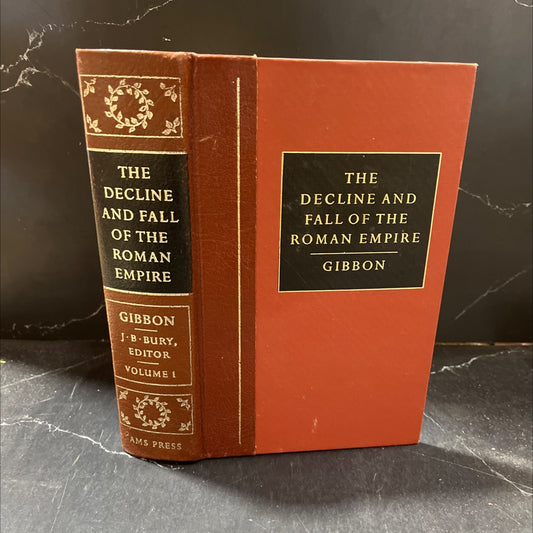 THE
DECLINE
AND FALL
OF THE
ROMAN
EMPIRE
GIBBON
J·B·BURY,
EDITOR
VOLUME 1
AMS PRESS
THE
DECLINE AND
FALL OF THE
ROMAN EMPIRE
GIBBON